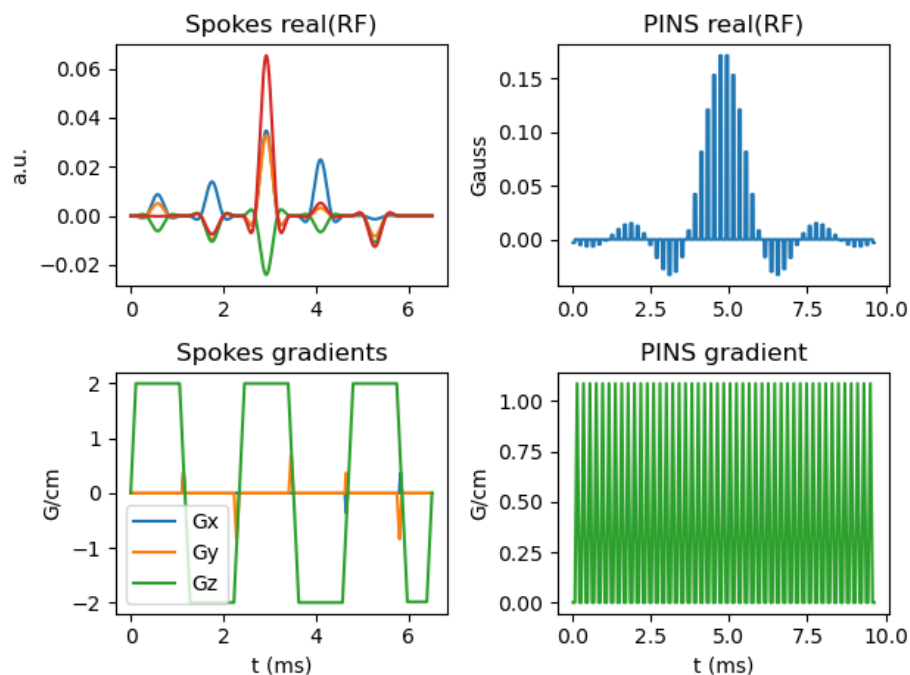 Spokes real(RF)
a.u.
0.06
0.04
0.02
0.00
−0.02
0
2
4
6
PINS real(RF)
Gauss
0.15
0.10
0.05
0.00
0.0
2.5
5.0
7.5
10.0
Spokes gradients
G/cm
2
1
0
−1
−2
Gx
Gy
Gz
0
2
4
6
t (ms)
PINS gradient
G/cm
1.00
0.75
0.50
0.25
0.00
0.0
2.5
5.0
7.5
10.0
t (ms)